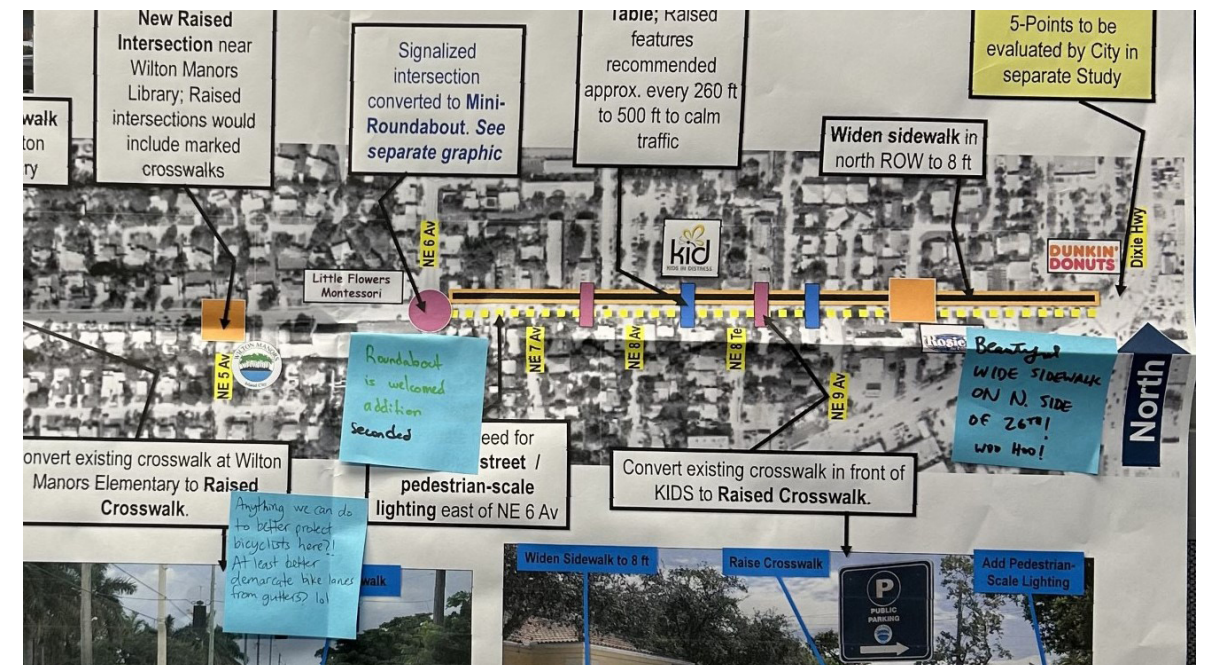 New Raised
Intersection near
Wilton Manors
Library; Raised
intersections would
include marked
crosswalks
Signalized
intersection
converted to Mini-
Roundabout. See
separate graphic
Table; Raised
features
recommended
approx. every 260 ft
to 500 ft to calm
traffic
5-Points to be
evaluated by City in
separate Study
Widen sidewalk in
north ROW to 8 ft
walk
ton
ry
NE 6 Av
kid
KIDS IN DISTRESS
DUNKIN'
DONUTS
Dixie Hwy
Little Flowers
Montessori
NE 5 Av
WILTON MANORS
Island City
NE 7 Av
NE 8 Av
NE 8 Te
NE 9 Av
Rosie
North
Roundabout
is welcomed
addition
Seconded
Beautiful
WIDE SIDEWALK
ON N. SIDE
OF 26TH!
WOO HOO!
onvert existing crosswalk at Wilton
Manors Elementary to Raised
Crosswalk.
eed for
street /
pedestrian-scale
lighting east of NE 6 Av
Convert existing crosswalk in front of
KIDS to Raised Crosswalk.
Anything we can do
to better protect
bicyclists here?!
At least better
demarcate bike lanes
from gutters? lol
walk
Widen Sidewalk to 8 ft
Raise Crosswalk
Add Pedestrian-
Scale Lighting
P
PUBLIC
PARKING